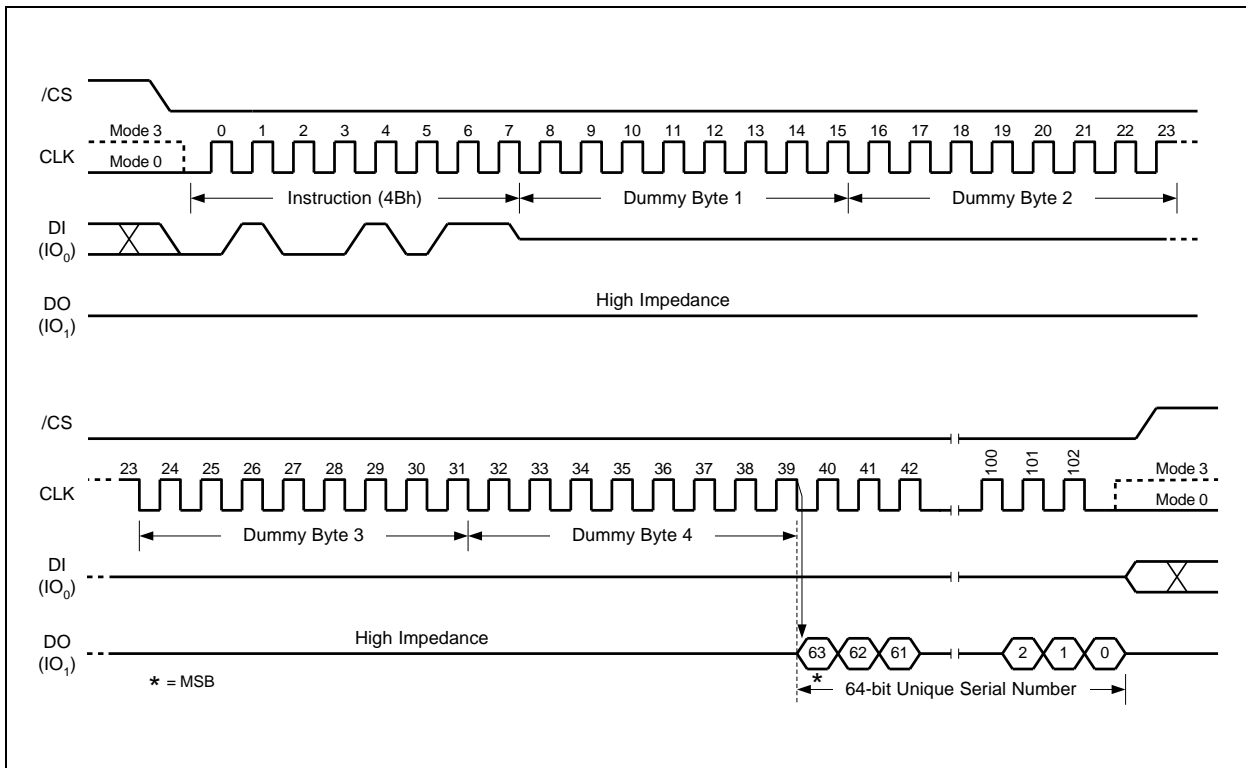 /CS
Mode 3 0 1 2 3 4 5 6 7 8 9 10 11 12 13 14 15 16 17 18 19 20 21 22 23
CLK
Mode 0
Instruction (4Bh) Dummy Byte 1 Dummy Byte 2
DI
(IO0)
High Impedance
DO
(IO1)
/CS
23 24 25 26 27 28 29 30 31 32 33 34 35 36 37 38 39 40 41 42 100 101 102 Mode 3
CLK
Mode 0
Dummy Byte 3 Dummy Byte 4
DI
(IO0)
High Impedance
DO
(IO1)
63 62 61 2 1 0
* = MSB
*
64-bit Unique Serial Number